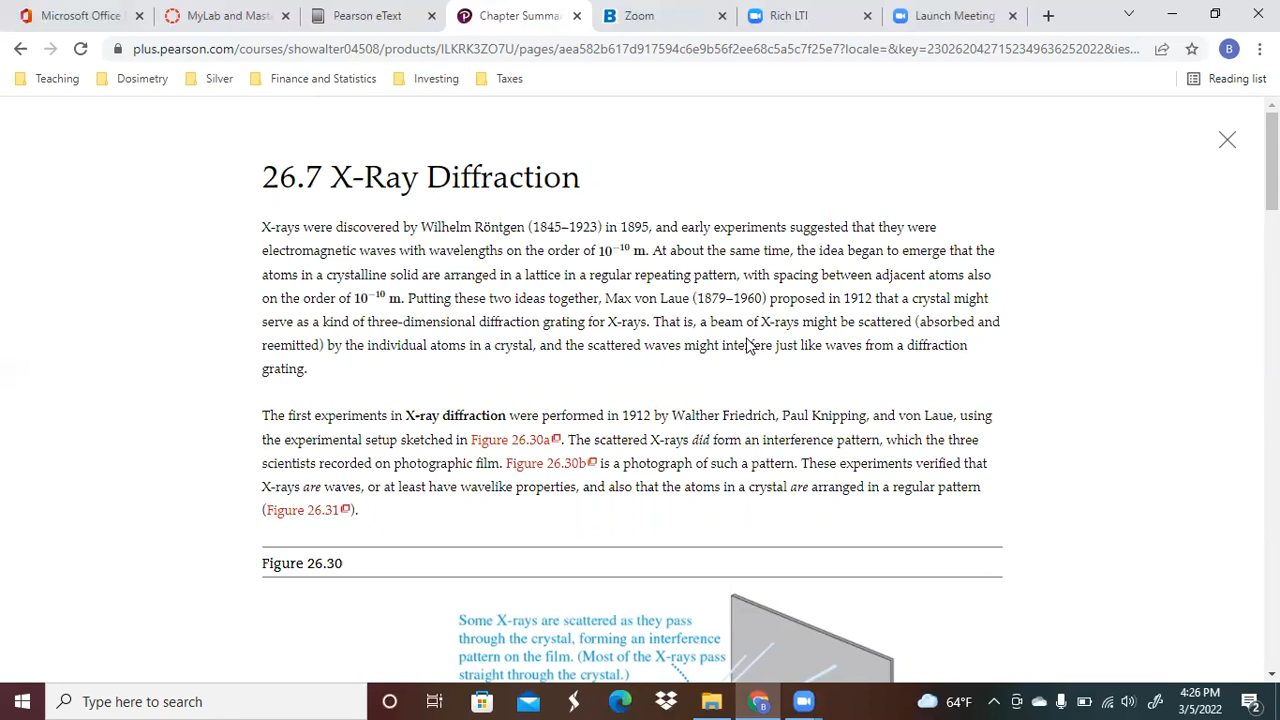 Microsoft Office
MyLab and Mast
Pearson eText
Chapter Summa
Zoom
Rich LTI
Launch Meeting
plus.pearson.com/courses/showalter04508/products/ILKRK3ZO7U/pages/aea582b617d917594c6e9b56f2ee68c5a5c7f25e7?locale=&key=2302620427152349636252022&ies...
B
Teaching
Dosimetry
Silver
Finance and Statistics
Investing
Taxes
Reading list
26.7 X-Ray Diffraction
X-rays were discovered by Wilhelm Röntgen (1845–1923) in 1895, and early experiments suggested that they were
electromagnetic waves with wavelengths on the order of 10⁻¹⁰ m. At about the same time, the idea began to emerge that the
atoms in a crystalline solid are arranged in a lattice in a regular repeating pattern, with spacing between adjacent atoms also
on the order of 10⁻¹⁰ m. Putting these two ideas together, Max von Laue (1879–1960) proposed in 1912 that a crystal might
serve as a kind of three-dimensional diffraction grating for X-rays. That is, a beam of X-rays might be scattered (absorbed and
reemitted) by the individual atoms in a crystal, and the scattered waves might interfere just like waves from a diffraction
grating.
The first experiments in X-ray diffraction were performed in 1912 by Walther Friedrich, Paul Knipping, and von Laue, using
the experimental setup sketched in Figure 26.30a. The scattered X-rays did form an interference pattern, which the three
scientists recorded on photographic film. Figure 26.30b is a photograph of such a pattern. These experiments verified that
X-rays are waves, or at least have wavelike properties, and also that the atoms in a crystal are arranged in a regular pattern
(Figure 26.31).
Figure 26.30
Some X-rays are scattered as they pass
through the crystal, forming an interference
pattern on the film. (Most of the X-rays pass
straight through the crystal.)
Type here to search
64°F
4:26 PM
3/5/2022
2